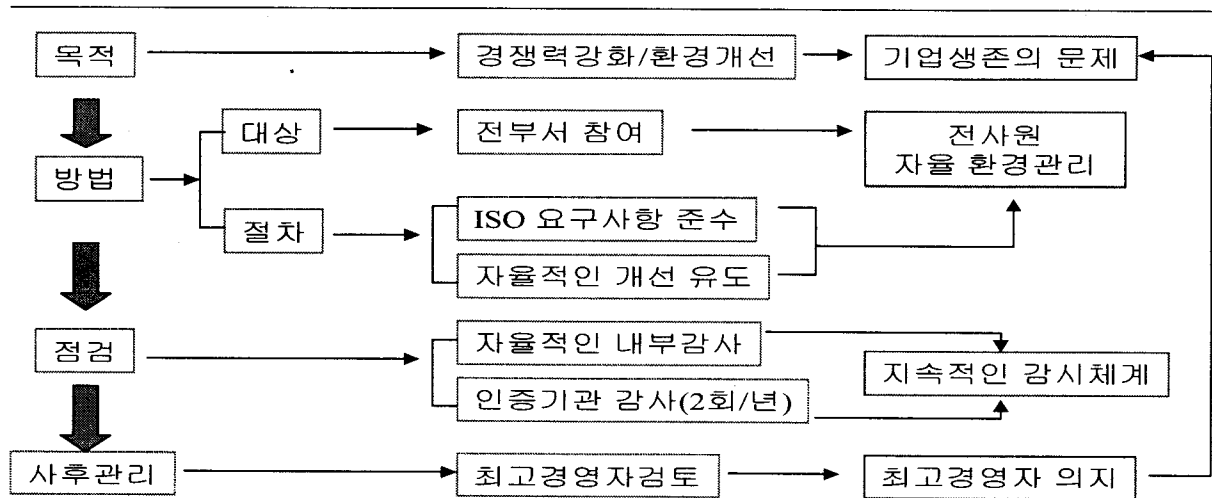 목적
경쟁력강화/환경개선
기업생존의 문제
대상
전부서 참여
전사원
자율 환경관리
방법
절차
ISO 요구사항 준수
자율적인 개선 유도
점검
자율적인 내부감사
인증기관 감사(2회/년)
지속적인 감시체계
사후관리
최고경영자검토
최고경영자 의지